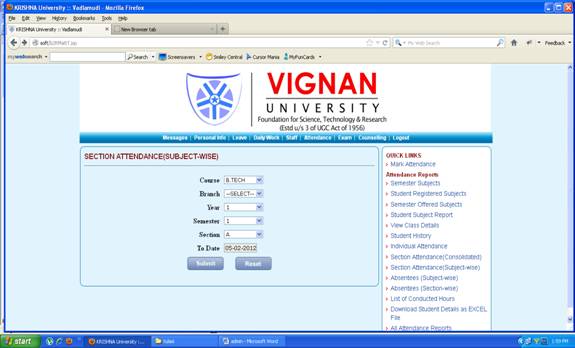 KRISHNA University :: Vadlamudi - Mozilla Firefox
File Edit View History Bookmarks Tools Help
KRISHNA University :: Vadlamudi
New Browser tab
My Web Search
Feedback
mywebsearch
Search
Screensavers
Smiley Central
Cursor Mania
MyFunCards
VIGNAN
UNIVERSITY
Foundation for Science, Technology & Research
(Estd u/s 3 of UGC Act of 1956)
Messages | Personal Info | Leave | Daily Work | Staff | Attendance | Exam | Counselling | Logout
SECTION ATTENDANCE(SUBJECT-WISE)
Course B.TECH
Branch --SELECT--
Year 1
Semester 1
Section A
To Date 05-02-2012
Submit Reset
QUICK LINKS
Mark Attendance
Attendance Reports
Semester Subjects
Student Registered Subjects
Semester Offered Subjects
Student Subject Report
View Class Details
Student History
Individual Attendance
Section Attendance(Consolidated)
Section Attendance(Subject-wise)
Absentees (Subject-wise)
Absentees (Section-wise)
List of Conducted Hours
Download Student Details as EXCEL
File
All Attendance Reports
start
KRISHNA University :...
admin - Microsoft Word
1:59 PM